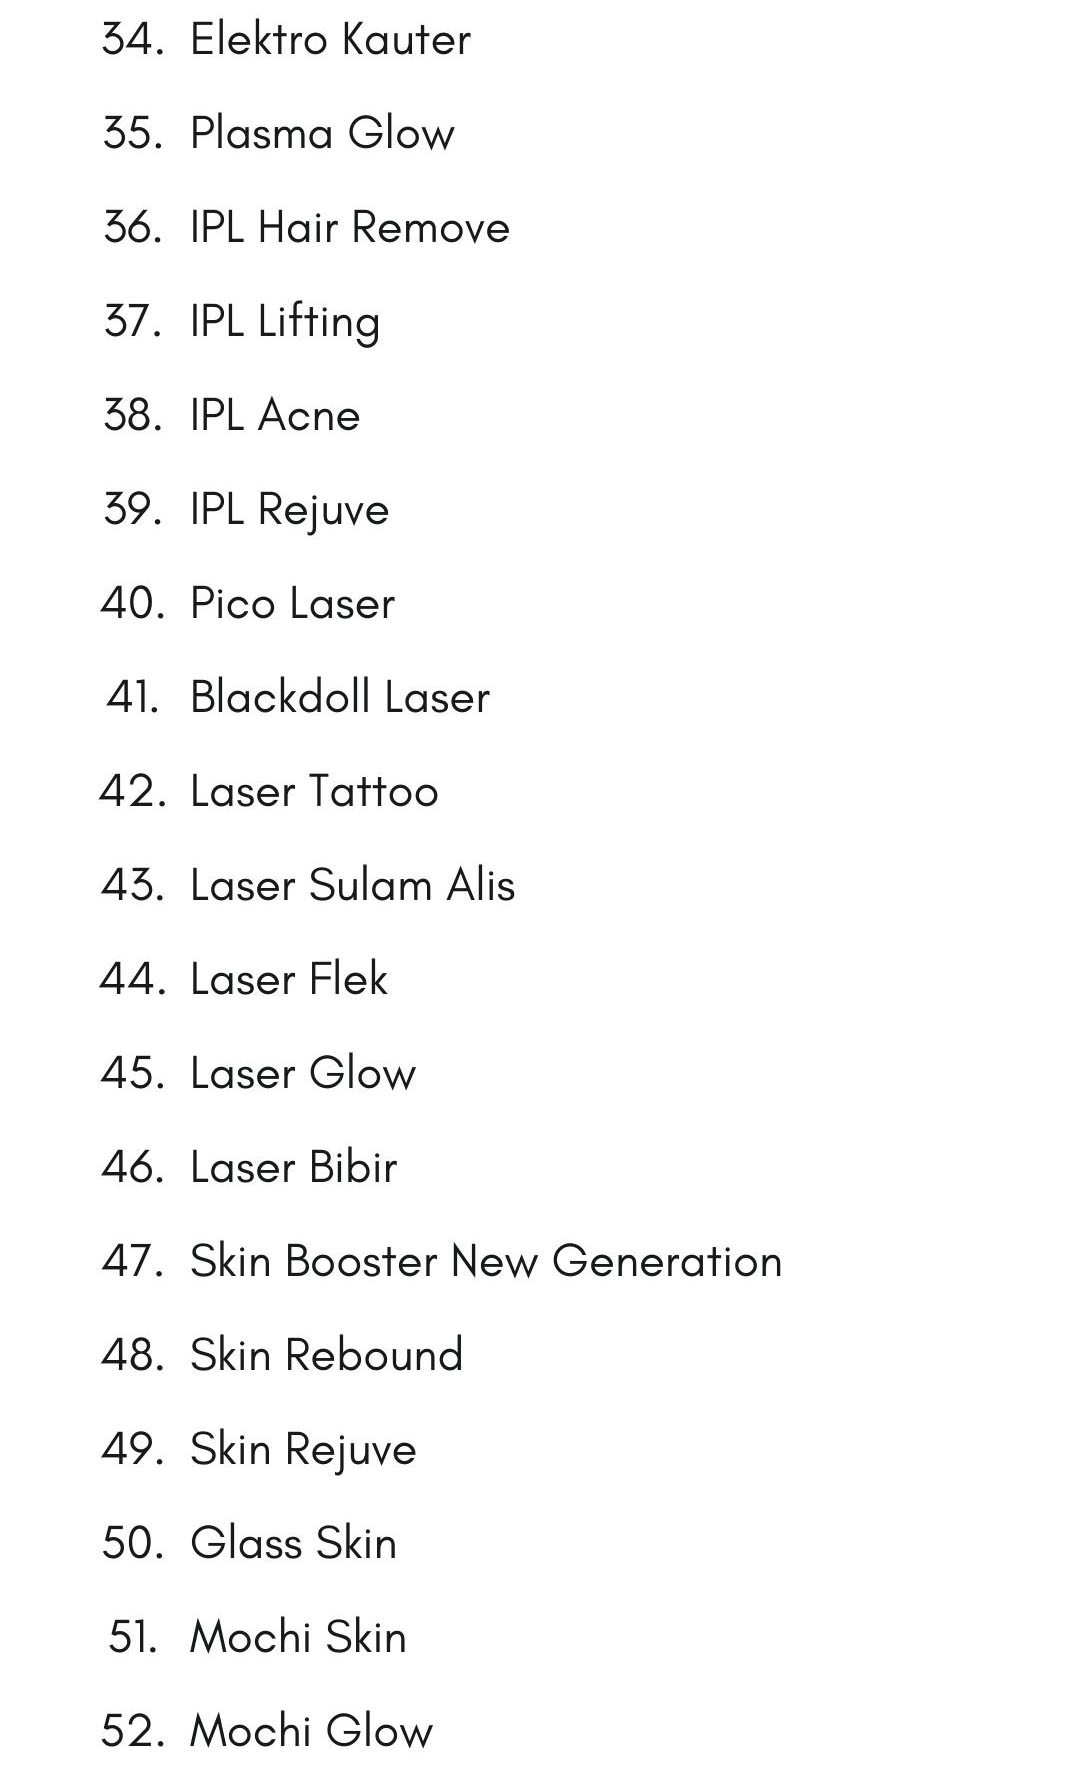 34. Elektro Kauter
35. Plasma Glow
36. IPL Hair Remove
37. IPL Lifting
38. IPL Acne
39. IPL Rejuve
40. Pico Laser
41. Blackdoll Laser
42. Laser Tattoo
43. Laser Sulam Alis
44. Laser Flek
45. Laser Glow
46. Laser Bibir
47. Skin Booster New Generation
48. Skin Rebound
49. Skin Rejuve
50. Glass Skin
51. Mochi Skin
52. Mochi Glow